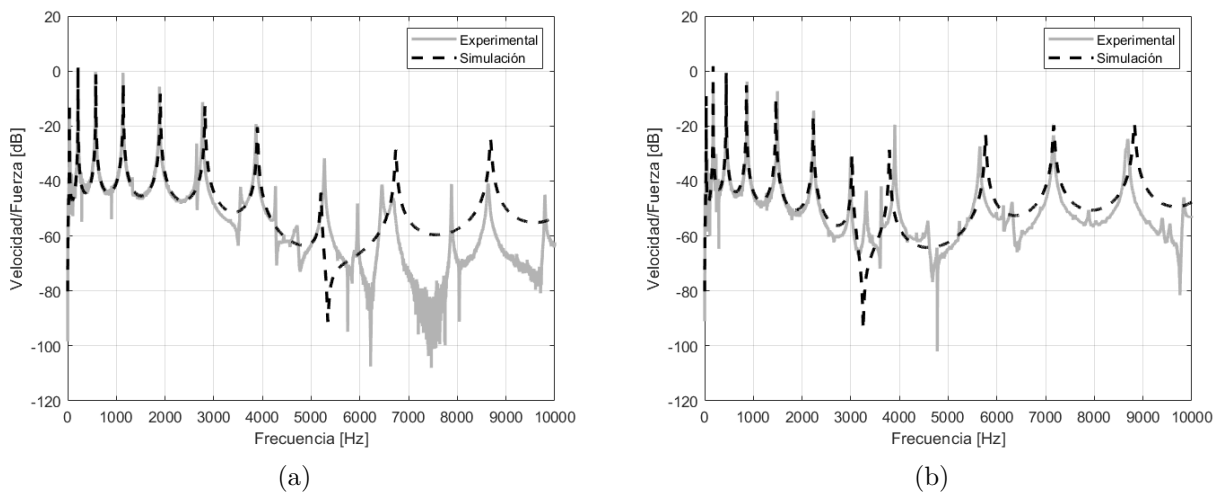 20
0
-20
-40
-60
-80
-100
-120
Velocidad/Fuerza [dB]
0 1000 2000 3000 4000 5000 6000 7000 8000 9000 10000
Frecuencia [Hz]
Experimental
Simulación
(a)
20
0
-20
-40
-60
-80
-100
-120
Velocidad/Fuerza [dB]
0 1000 2000 3000 4000 5000 6000 7000 8000 9000 10000
Frecuencia [Hz]
Experimental
Simulación
(b)